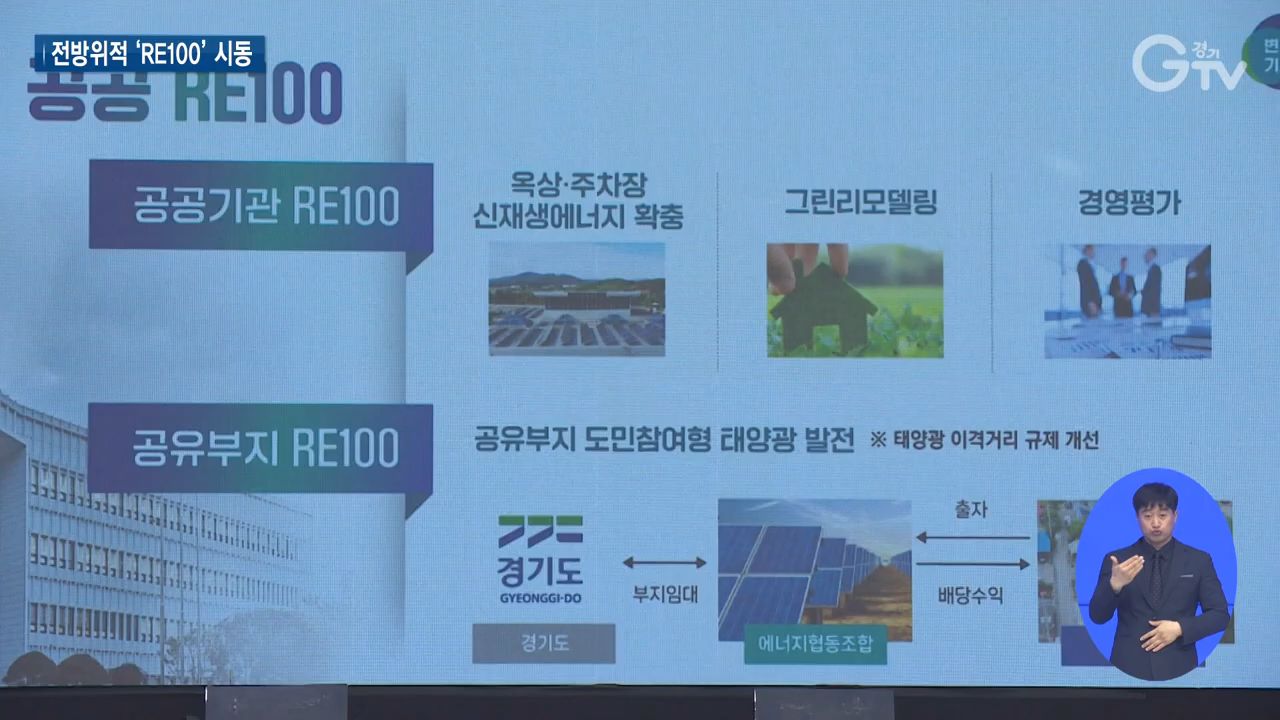 전방위적 ‘RE100’ 시동
경기
GTV
변
기
공공 RE100
공공기관 RE100
옥상·주차장
신재생에너지 확충
그린리모델링
경영평가
공유부지 RE100
공유부지 도민참여형 태양광 발전 ※ 태양광 이격거리 규제 개선
경기도
GYEONGGI-DO
부지임대
출자
배당수익
경기도
에너지협동조합